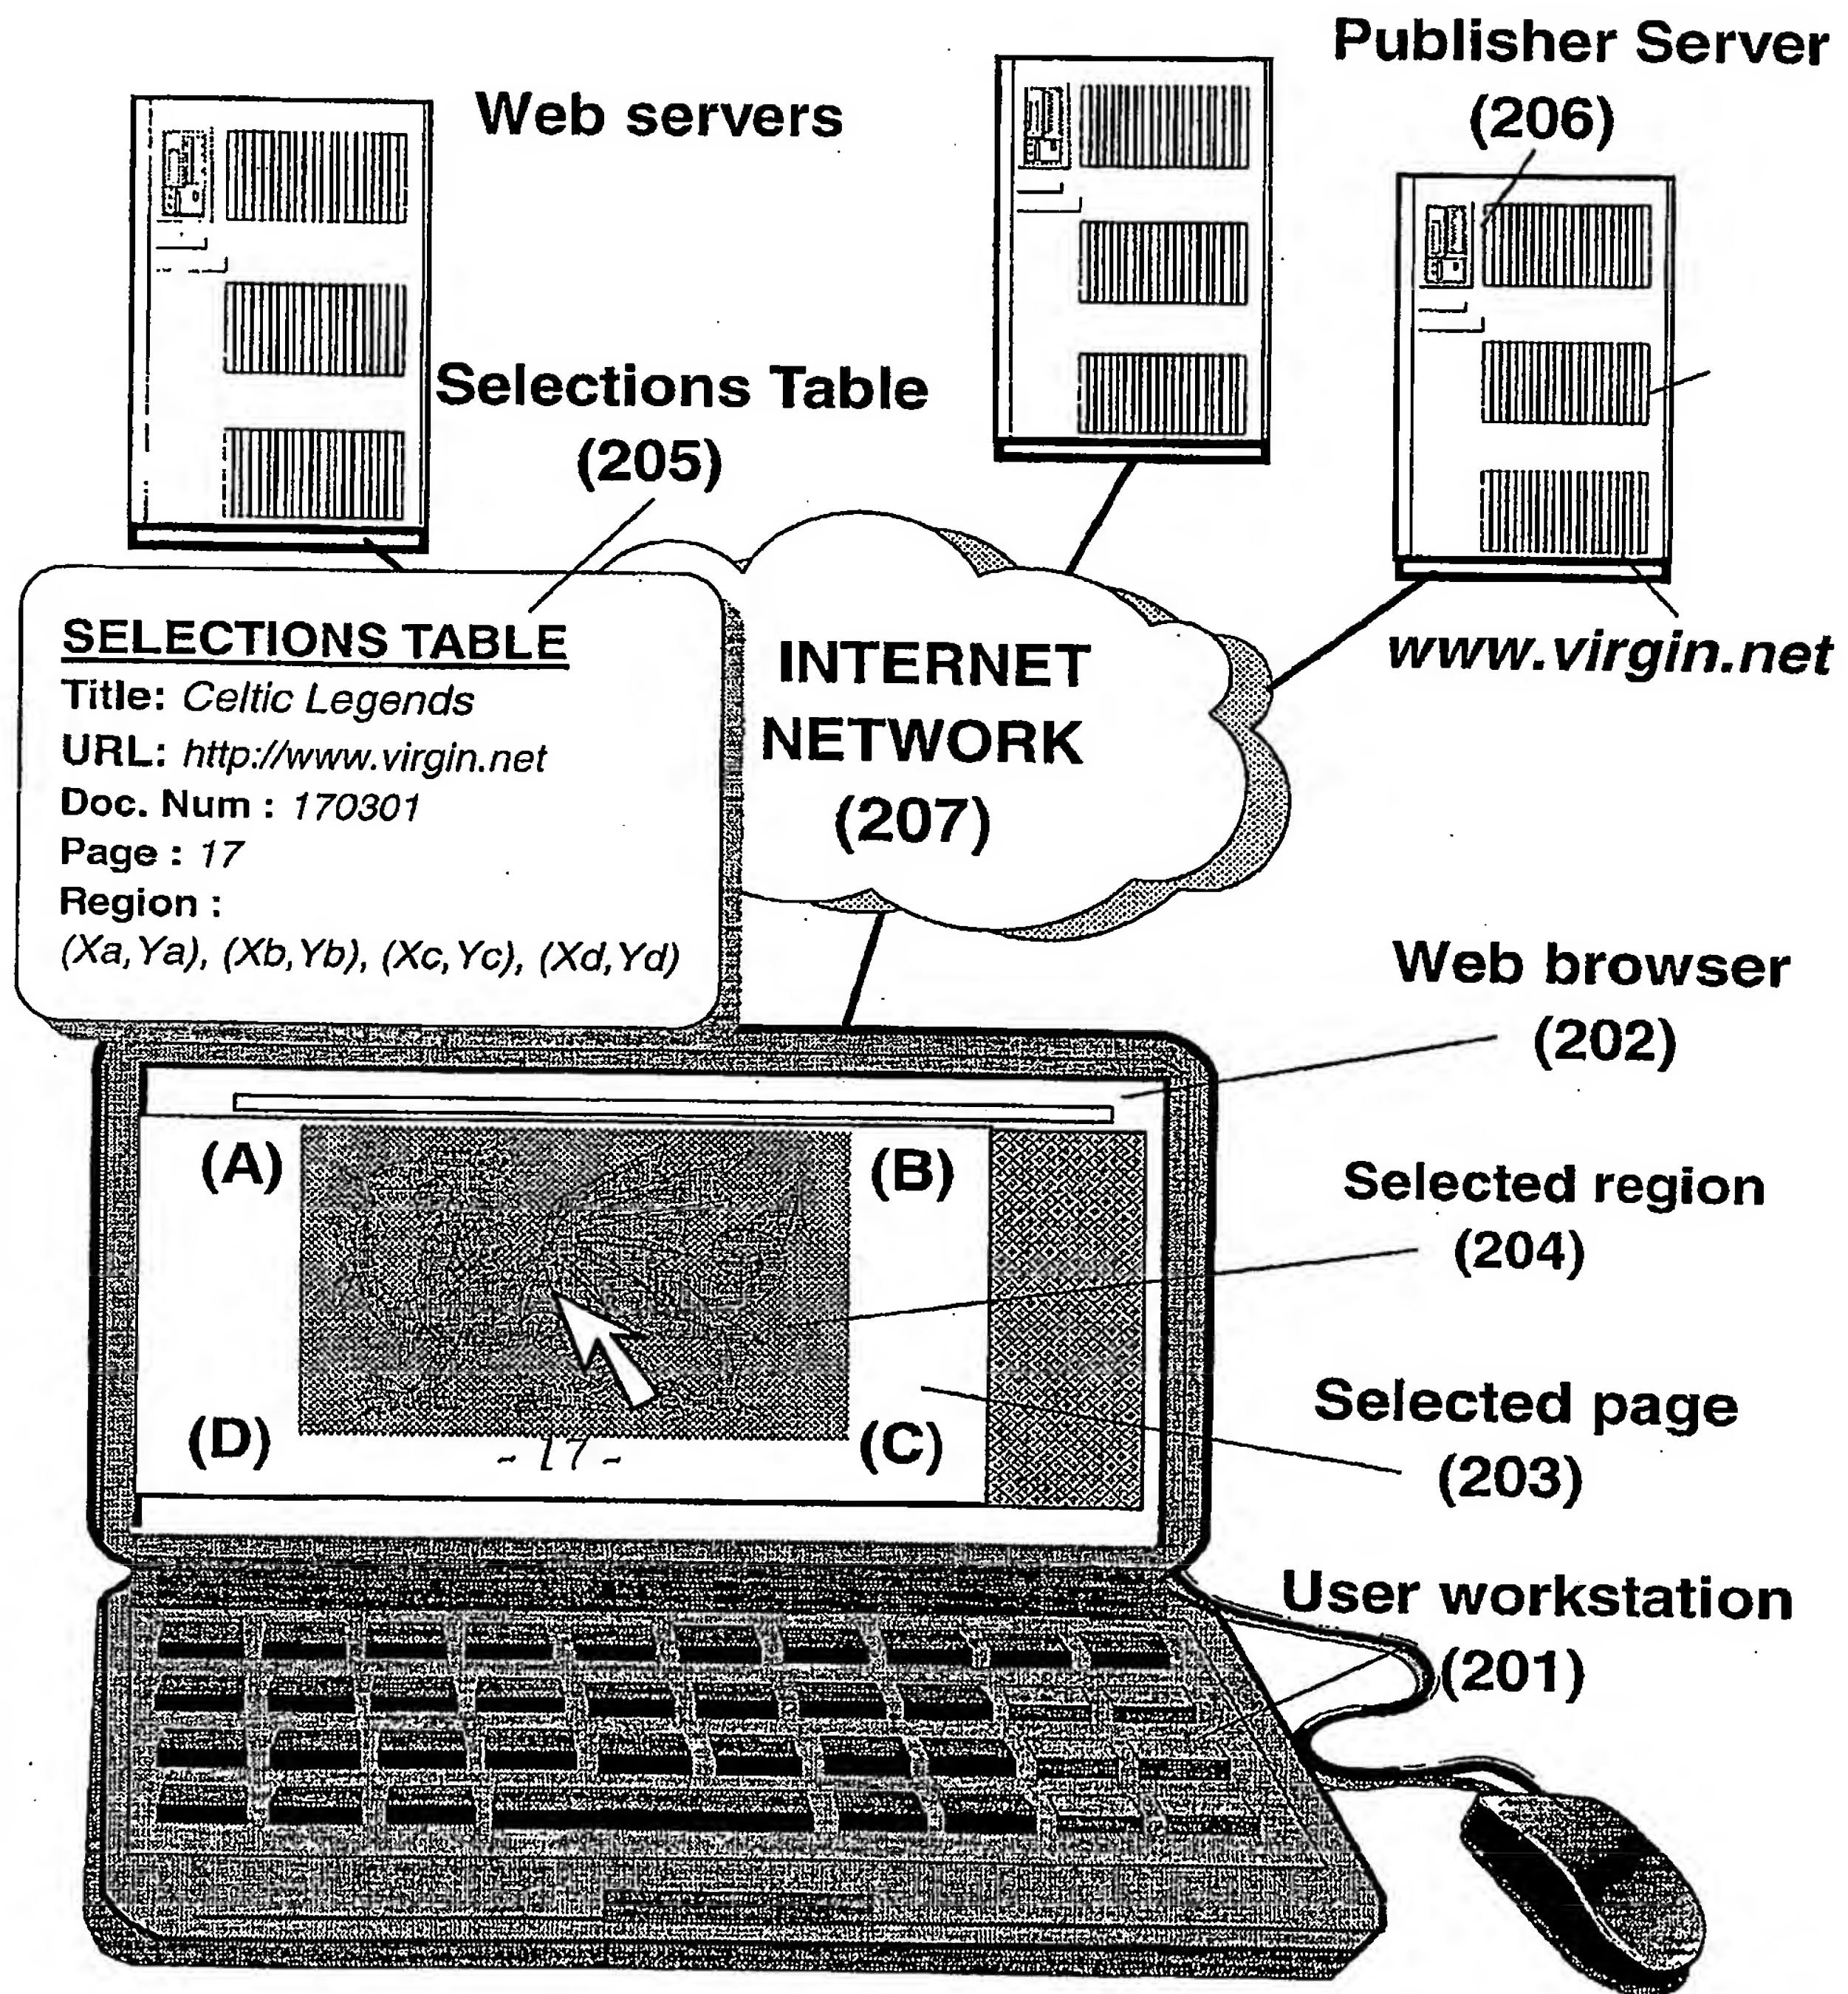 Publisher Server
(206)
Web servers
Selections Table
(205)
www.virgin.net
SELECTIONS TABLE
Title: Celtic Legends
URL: http://www.virgin.net
Doc. Num : 170301
Page : 17
Region :
(Xa,Ya), (Xb,Yb), (Xc,Yc), (Xd,Yd)
INTERNET
NETWORK
(207)
Web browser
(202)
(A)
(B)
Selected region
(204)
Selected page
(203)
(D)
- 17 -
(C)
User workstation
(201)